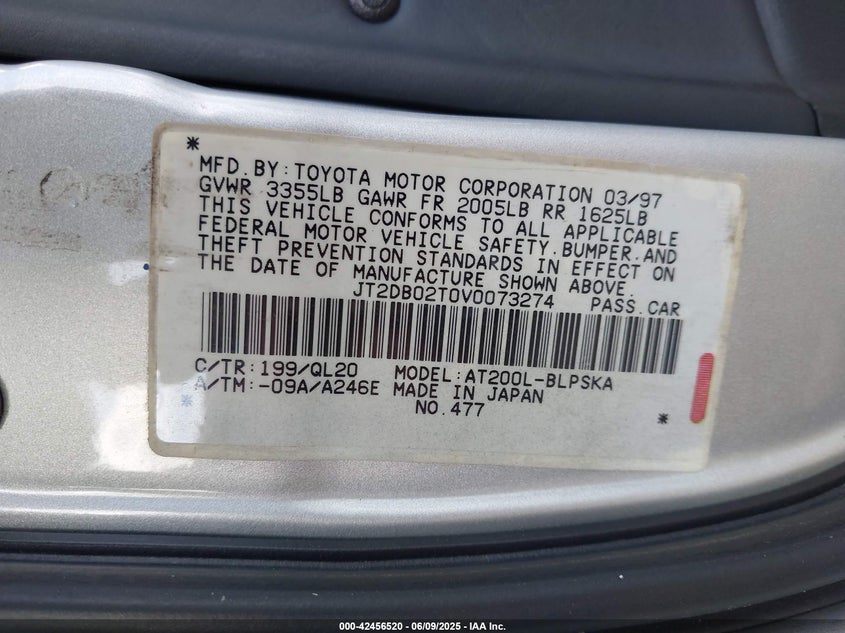 *
MFD.BY:TOYOTA MOTOR CORPORATION 03/97
GVWR 3355LB GAWR FR 2005LB RR 1625LB
THIS VEHICLE CONFORMS TO ALL APPLICABLE
FEDERAL MOTOR VEHICLE SAFETY.BUMPER.AND
THEFT PREVENTION STANDARDS IN EFFECT ON
THE DATE OF MANUFACTURE SHOWN ABOVE.
JT2DB02T0V0073274 PASS.CAR
C/TR:199/QL20 MODEL:AT200L-BLPSKA
A/TM:-09A/A246E MADE IN JAPAN
NO.477
* *
000-42456520 | 06/09/2025 - IAA Inc.